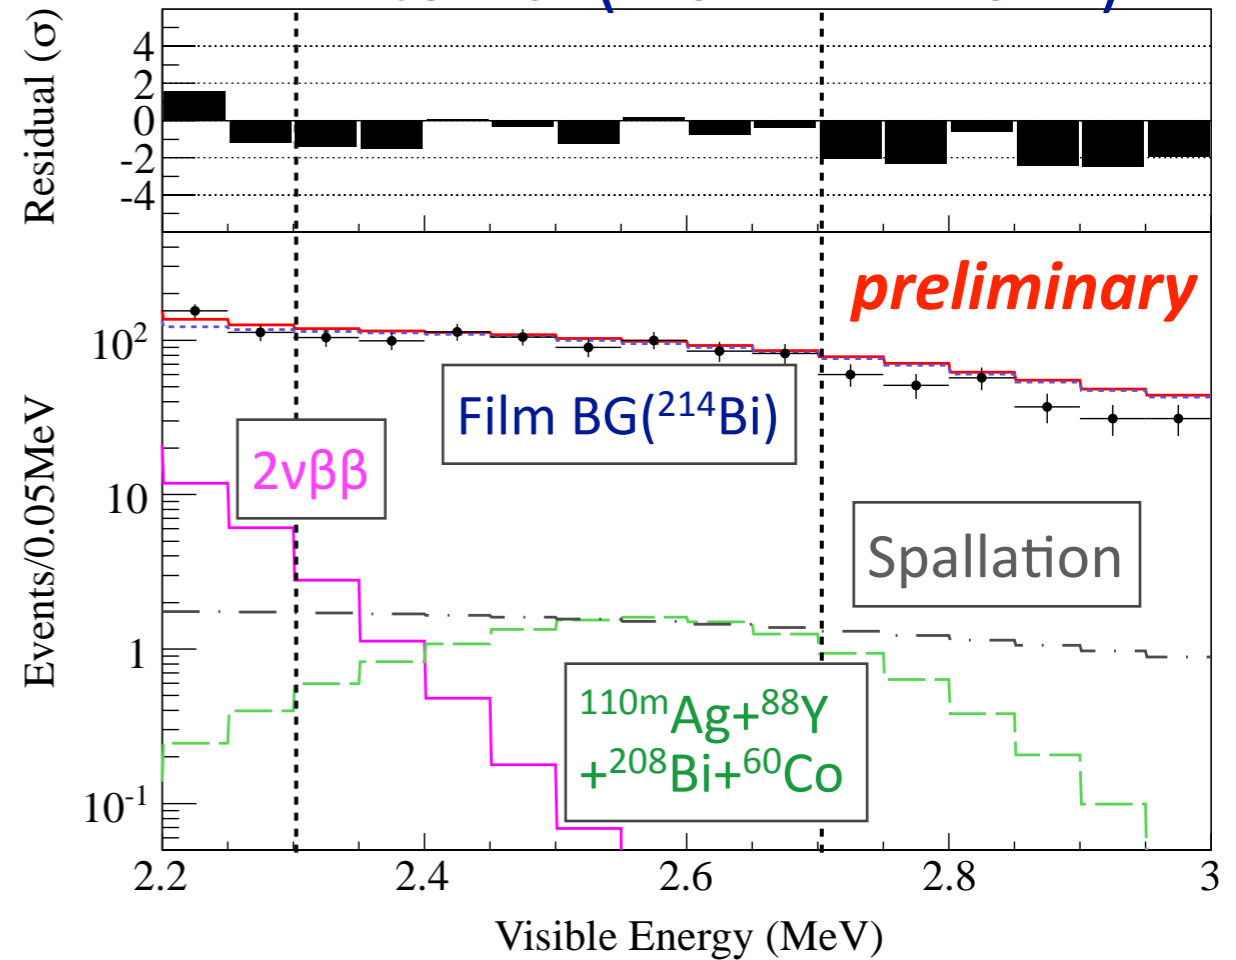 Residual (σ)
4
2
0
-2
-4
preliminary
10²
10
1
10⁻¹
Events/0.05MeV
Film BG(²¹⁴Bi)
2νββ
Spallation
¹¹⁰ᵐAg+⁸⁸Y
+²⁰⁸Bi+⁶⁰Co
2.2 2.4 2.6 2.8 3
Visible Energy (MeV)